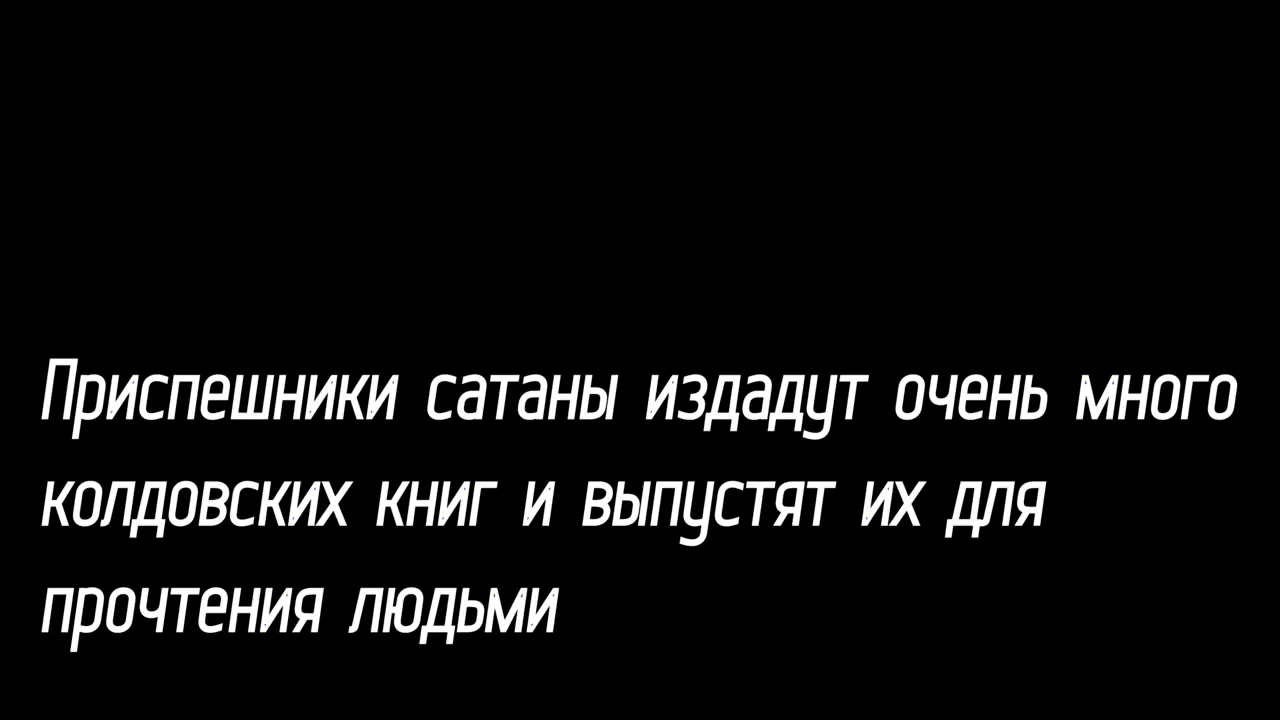 Приспешники сатаны издадут очень много
колдовских книг и выпустят их для
прочтения людьми